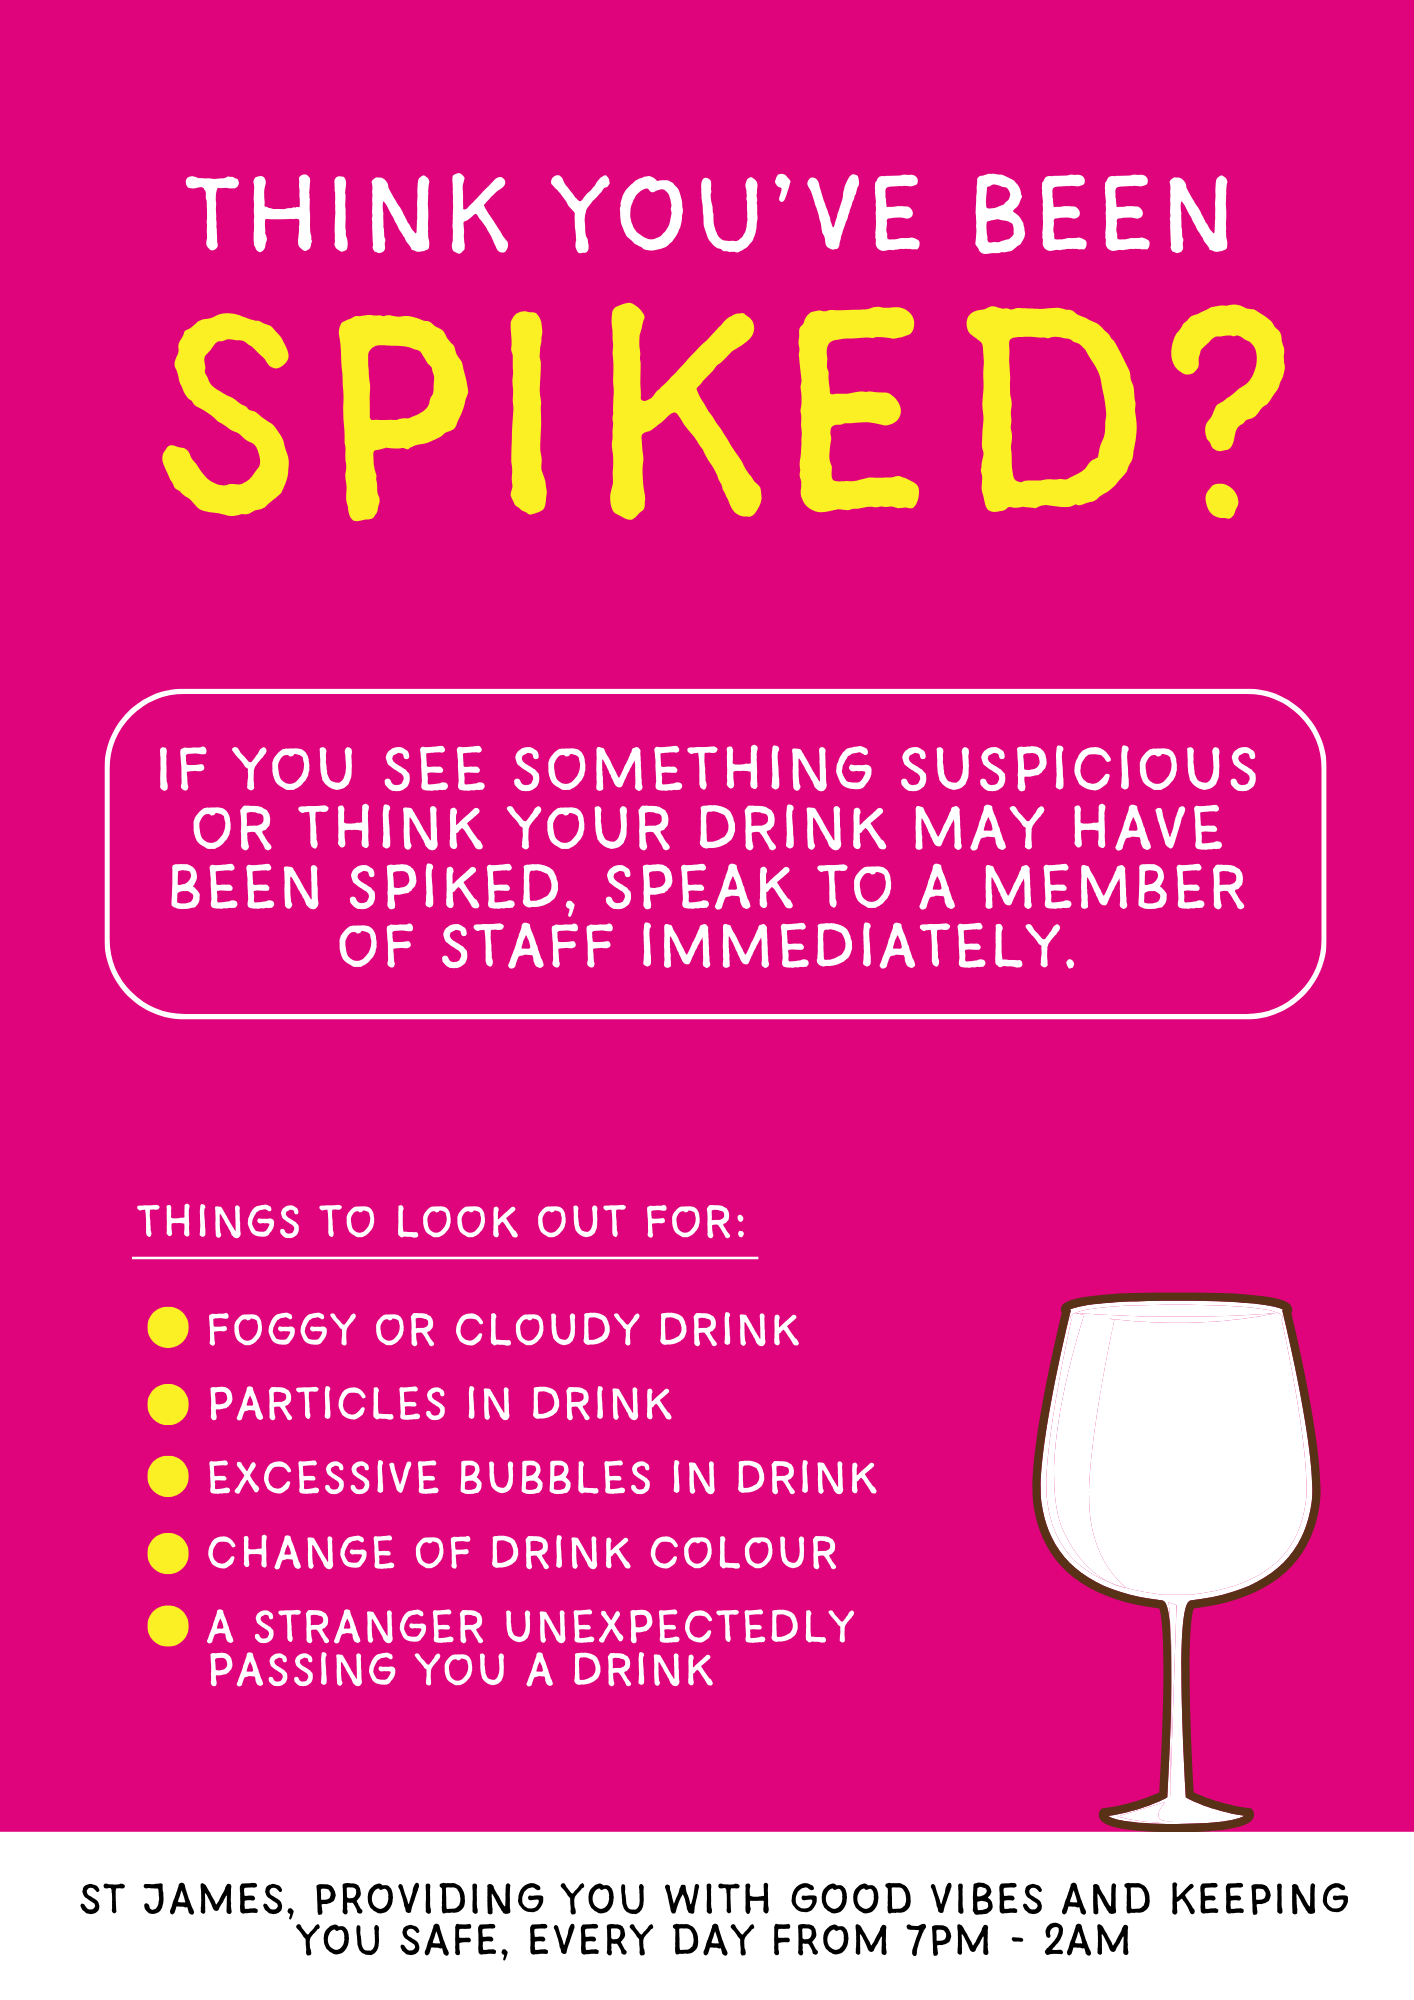 THINK YOU'VE BEEN
SPIKED?
IF YOU SEE SOMETHING SUSPICIOUS
OR THINK YOUR DRINK MAY HAVE
BEEN SPIKED, SPEAK TO A MEMBER
OF STAFF IMMEDIATELY.
THINGS TO LOOK OUT FOR:
FOGGY OR CLOUDY DRINK
PARTICLES IN DRINK
EXCESSIVE BUBBLES IN DRINK
CHANGE OF DRINK COLOUR
A STRANGER UNEXPECTEDLY
PASSING YOU A DRINK
ST JAMES, PROVIDING YOU WITH GOOD VIBES AND KEEPING
YOU SAFE, EVERY DAY FROM 7PM - 2AM